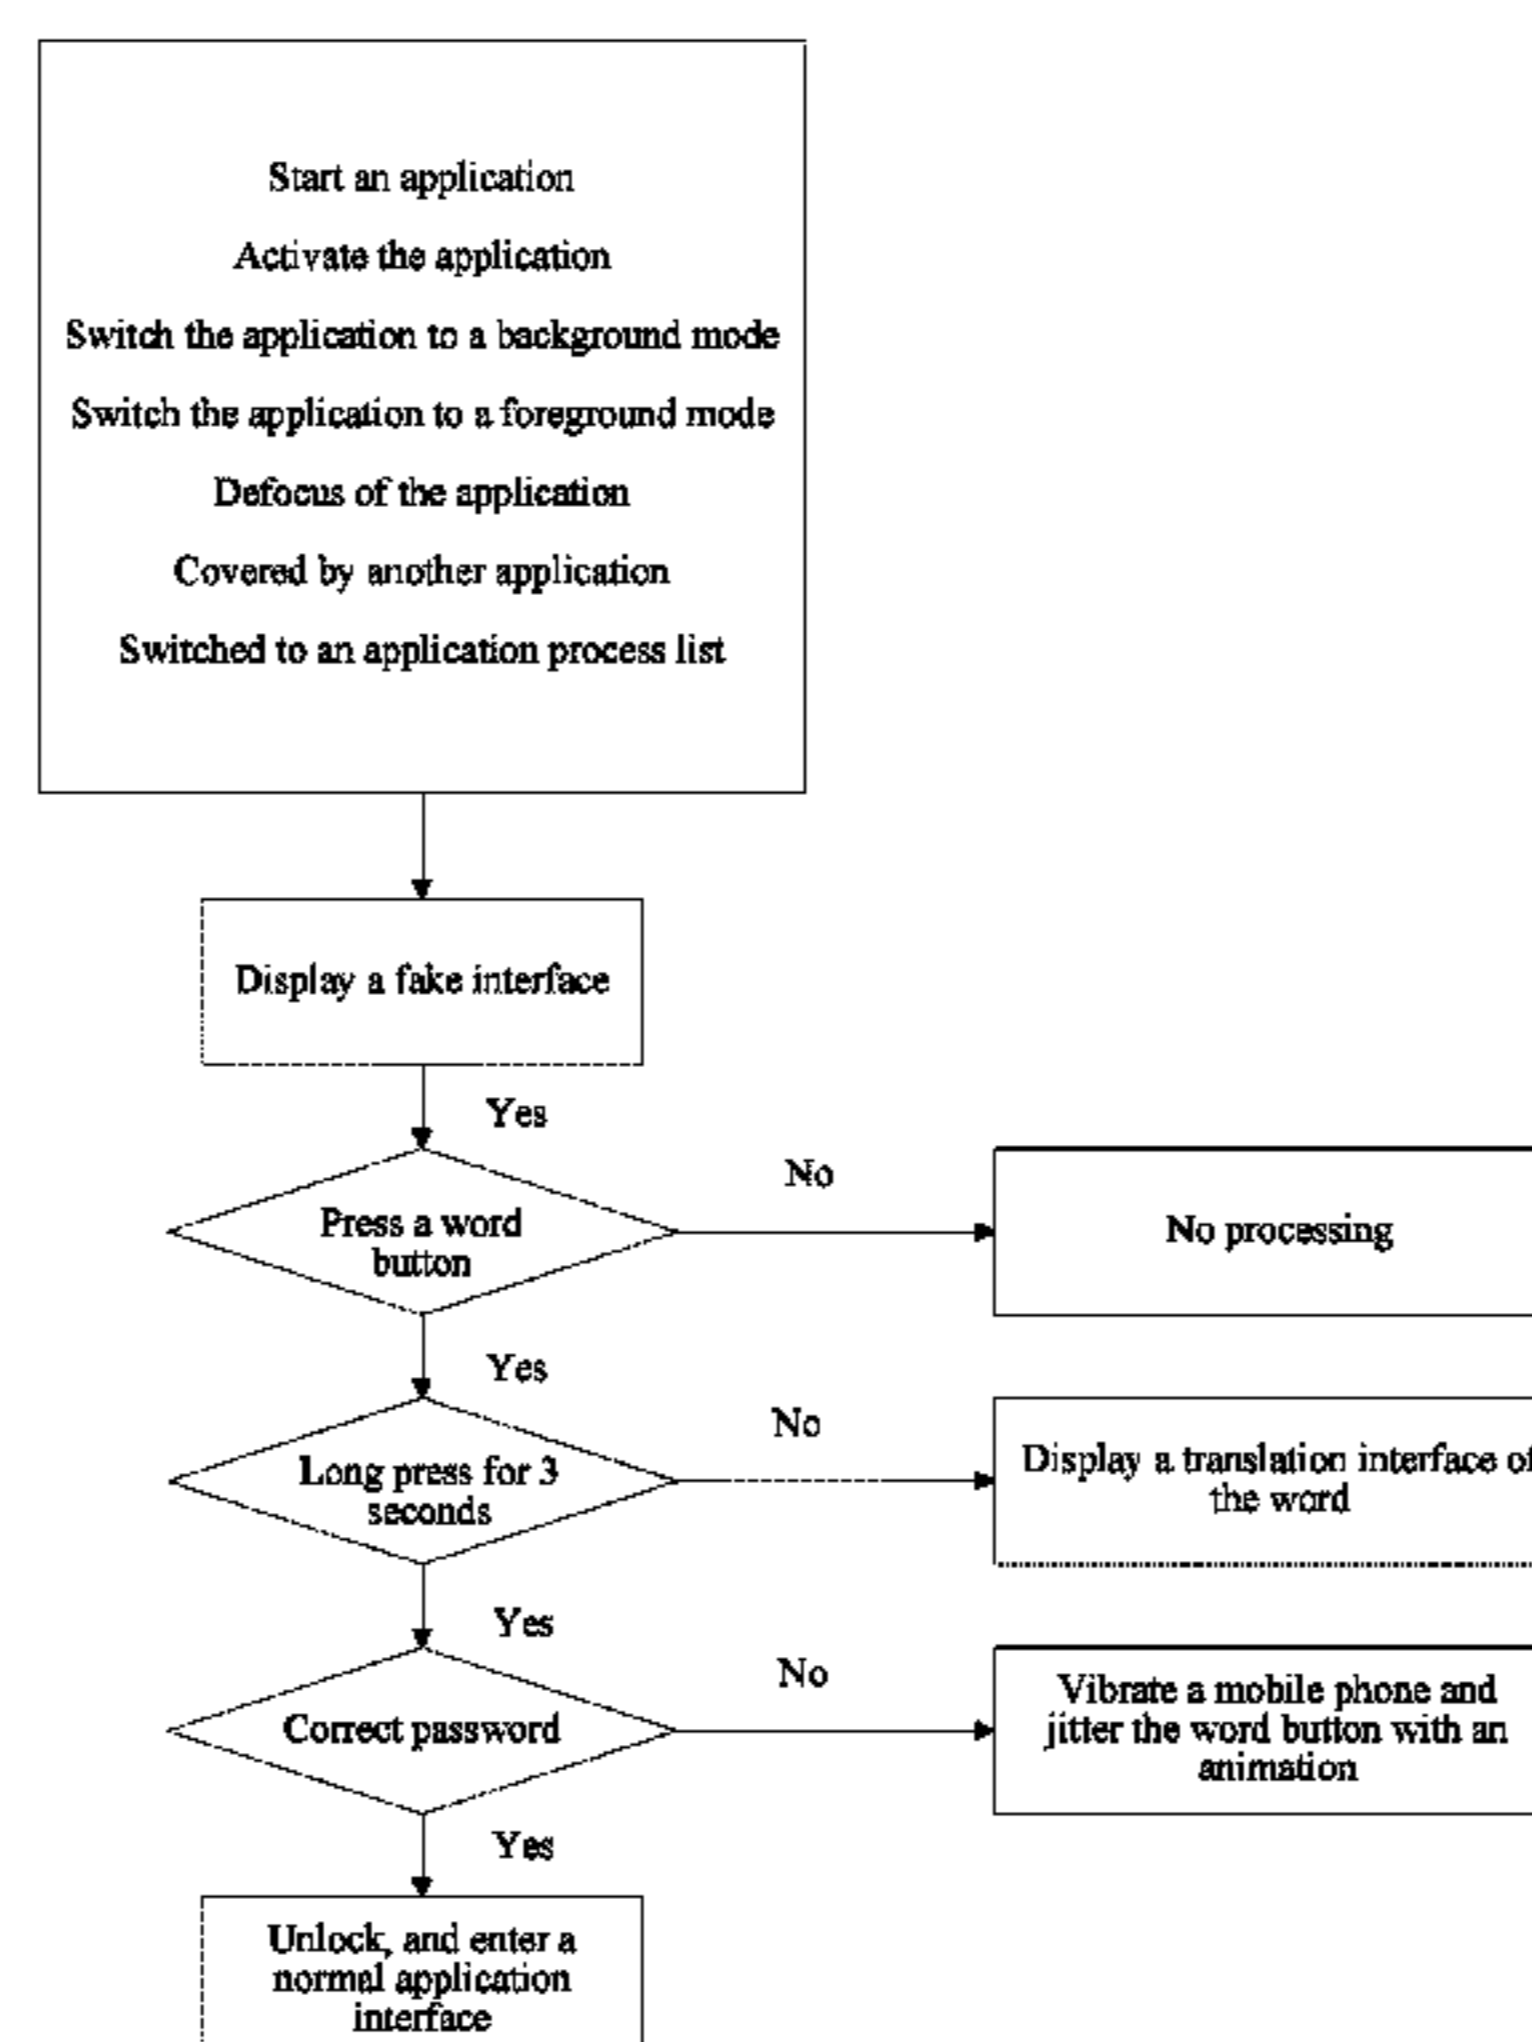 Start an application
Activate the application
Switch the application to a background mode
Switch the application to a foreground mode
Defocus of the application
Covered by another application
Switched to an application process list
Display a fake interface
Yes
Press a word
button
No
No processing
Yes
Long press for 3
seconds
No
Display a translation interface of
the word
Yes
Correct password
No
Vibrate a mobile phone and
jitter the word button with an
animation
Yes
Unlock, and enter a
normal application
interface